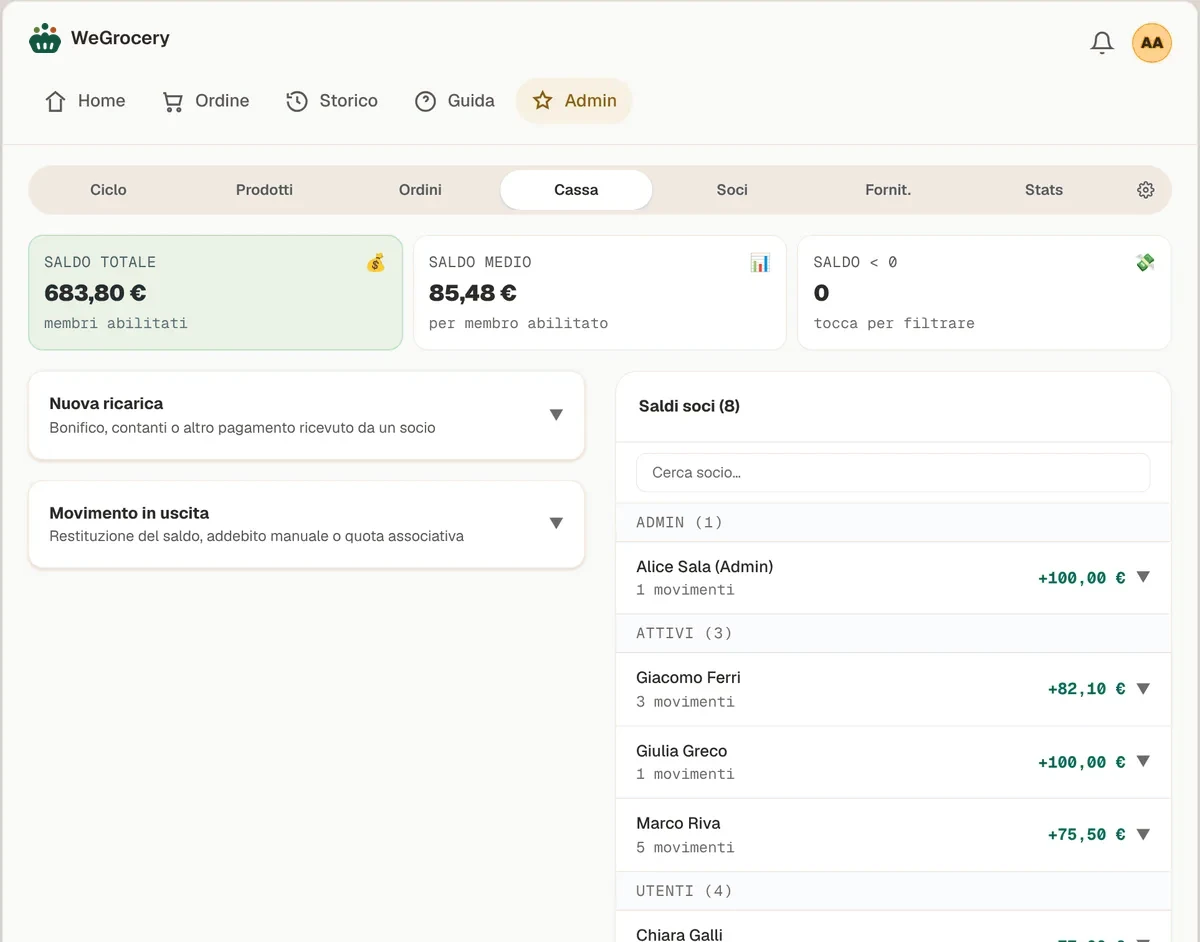 WeGrocery
AA
Home
Ordine
Storico
Guida
Admin
Ciclo
Prodotti
Ordini
Cassa
Soci
Fornit.
Stats
SALDO TOTALE
683,80 €
membri abilitati
SALDO MEDIO
85,48 €
per membro abilitato
SALDO < 0
0
tocca per filtrare
Nuova ricarica
Bonifico, contanti o altro pagamento ricevuto da un socio
Movimento in uscita
Restituzione del saldo, addebito manuale o quota associativa
Saldi soci (8)
Cerca socio…
ADMIN (1)
Alice Sala (Admin)
1 movimenti
+100,00 €
ATTIVI (3)
Giacomo Ferri
3 movimenti
+82,10 €
Giulia Greco
1 movimenti
+100,00 €
Marco Riva
5 movimenti
+75,50 €
UTENTI (4)
Chiara Galli